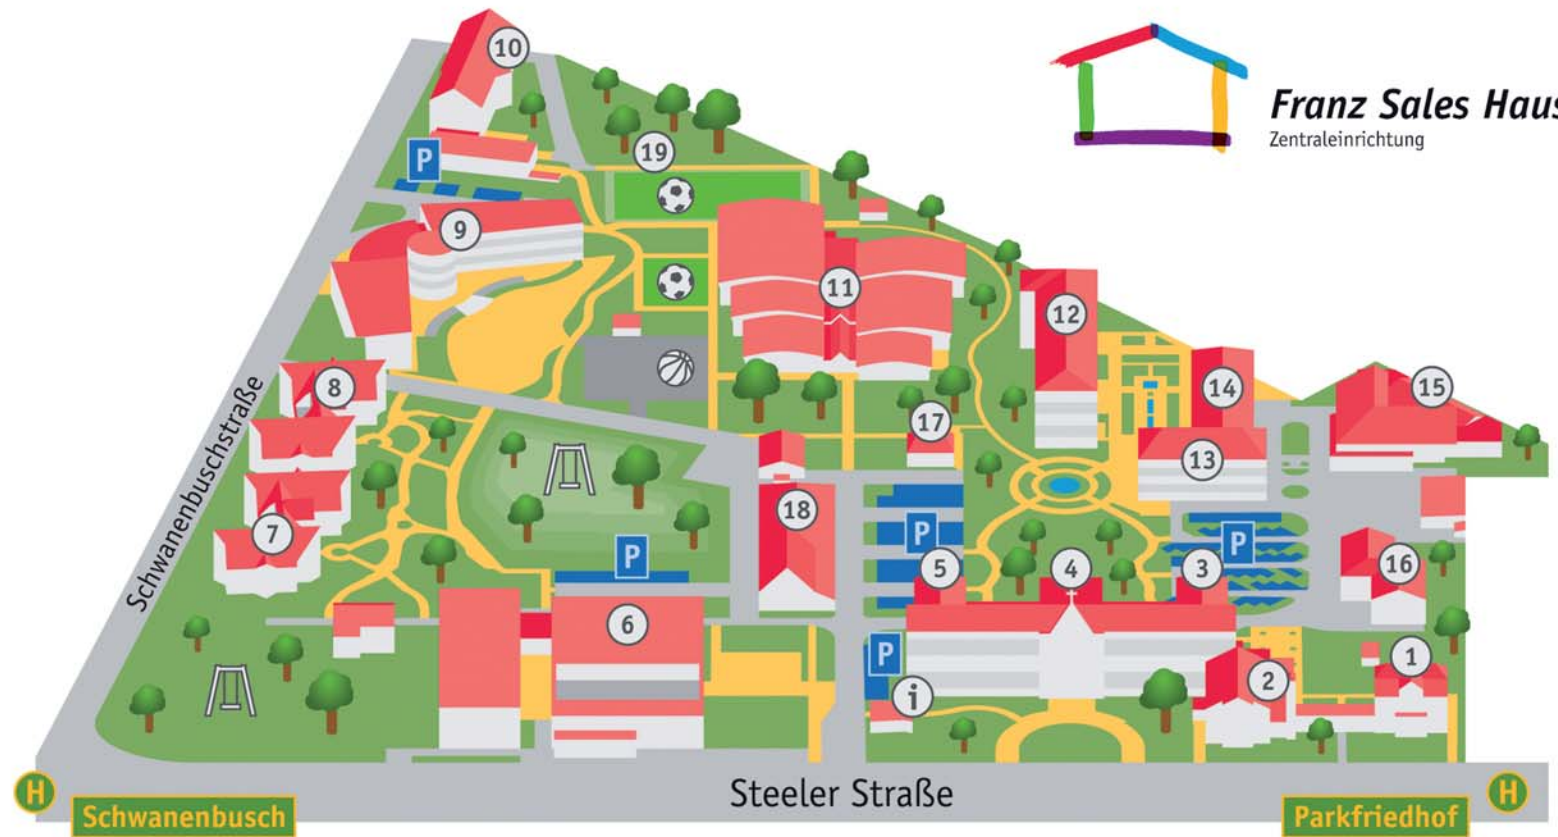 10
Franz Sales Haus
Zentraleinrichtung
P
19
9
11
12
8
14
15
17
13
18
7
P
P
P
5
4
3
16
6
P
1
2
i
Schwanenbuschstraße
H
Schwanenbusch
Steeler Straße
H
Parkfriedhof